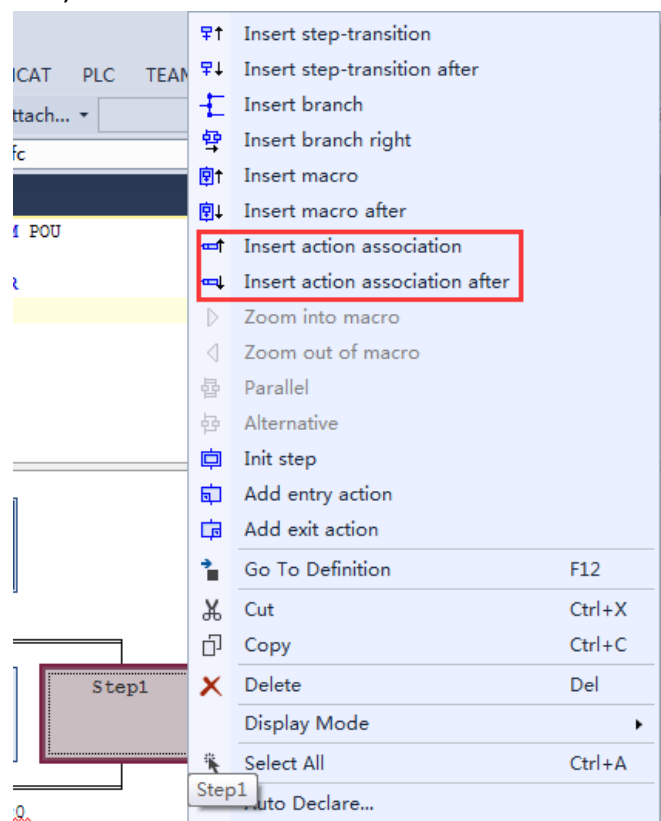 Insert step-transition
Insert step-transition after
ICAT PLC TEAM
ttach...
Insert branch
fc
Insert branch right
Insert macro
Insert macro after
M POU
Insert action association
R
Insert action association after
Zoom into macro
Zoom out of macro
Parallel
Alternative
Init step
Add entry action
Add exit action
Go To Definition F12
Cut Ctrl+X
Copy Ctrl+C
Step1
Delete Del
Display Mode
Select All Ctrl+A
Step1
Auto Declare...